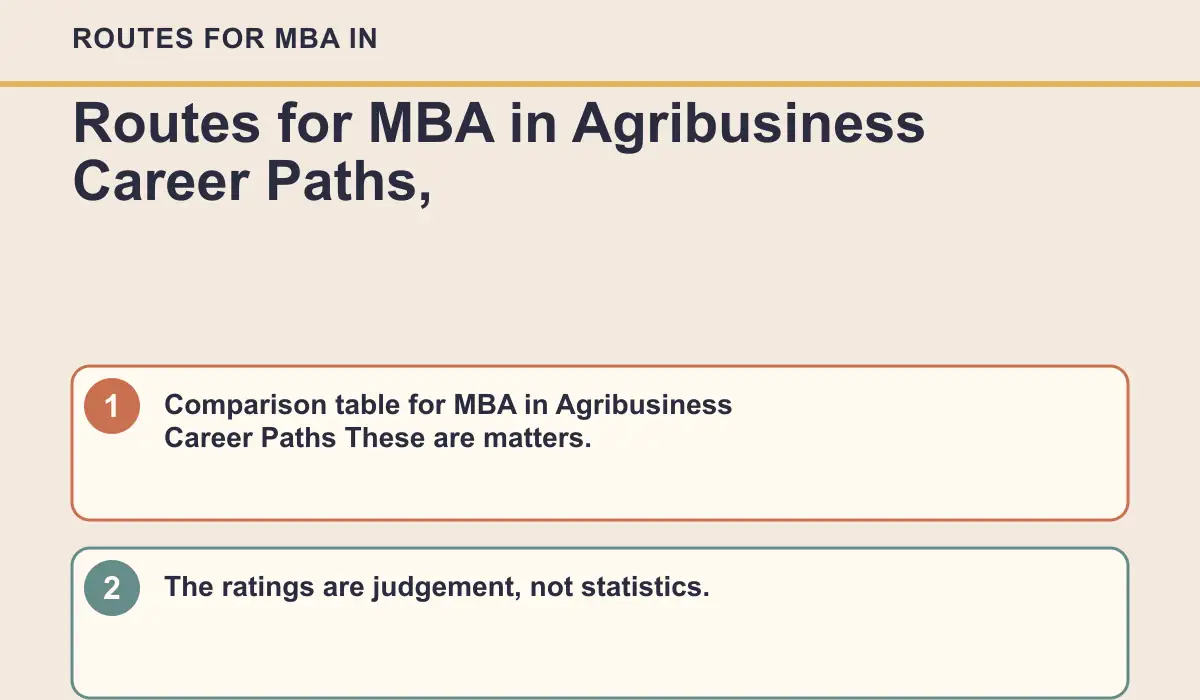 ROUTES FOR MBA IN
Routes for MBA in Agribusiness
Career Paths,
1
Comparison table for MBA in Agribusiness
Career Paths These are matters.
2
The ratings are judgement, not statistics.